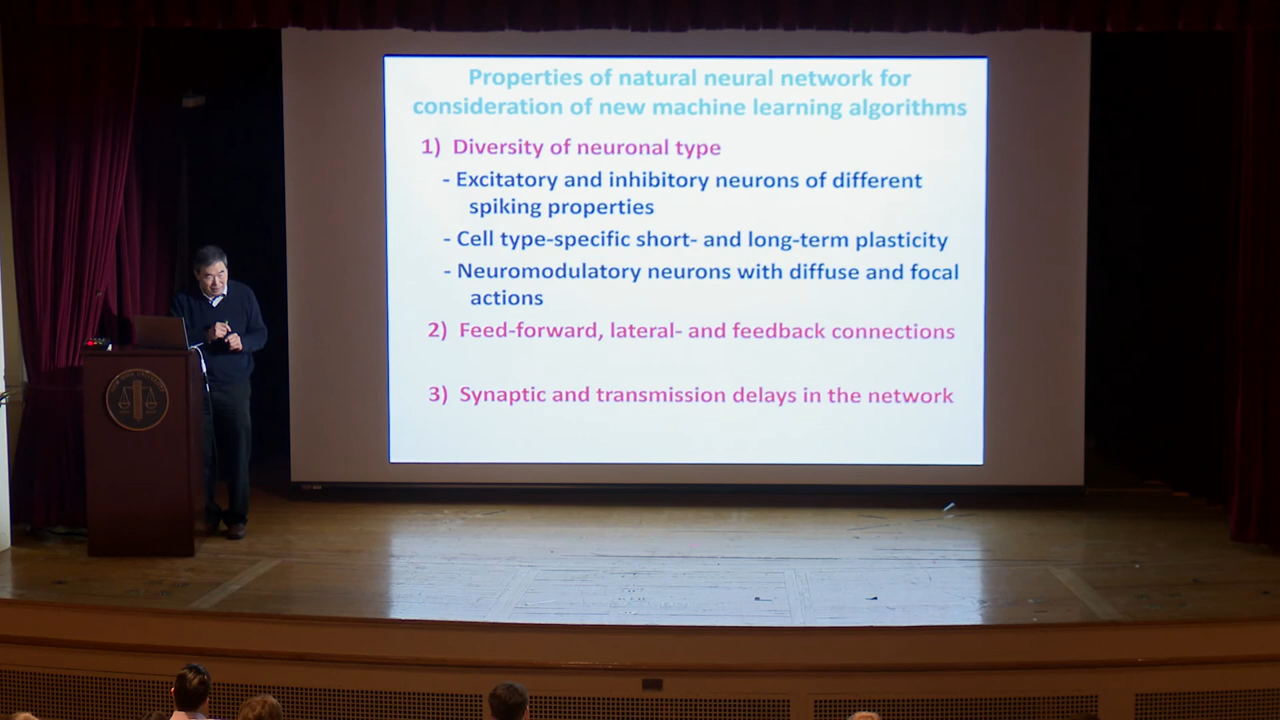 Properties of natural neural network for
consideration of new machine learning algorithms
1) Diversity of neuronal type
- Excitatory and inhibitory neurons of different
spiking properties
- Cell type-specific short- and long-term plasticity
- Neuromodulatory neurons with diffuse and focal
actions
2) Feed-forward, lateral- and feedback connections
3) Synaptic and transmission delays in the network